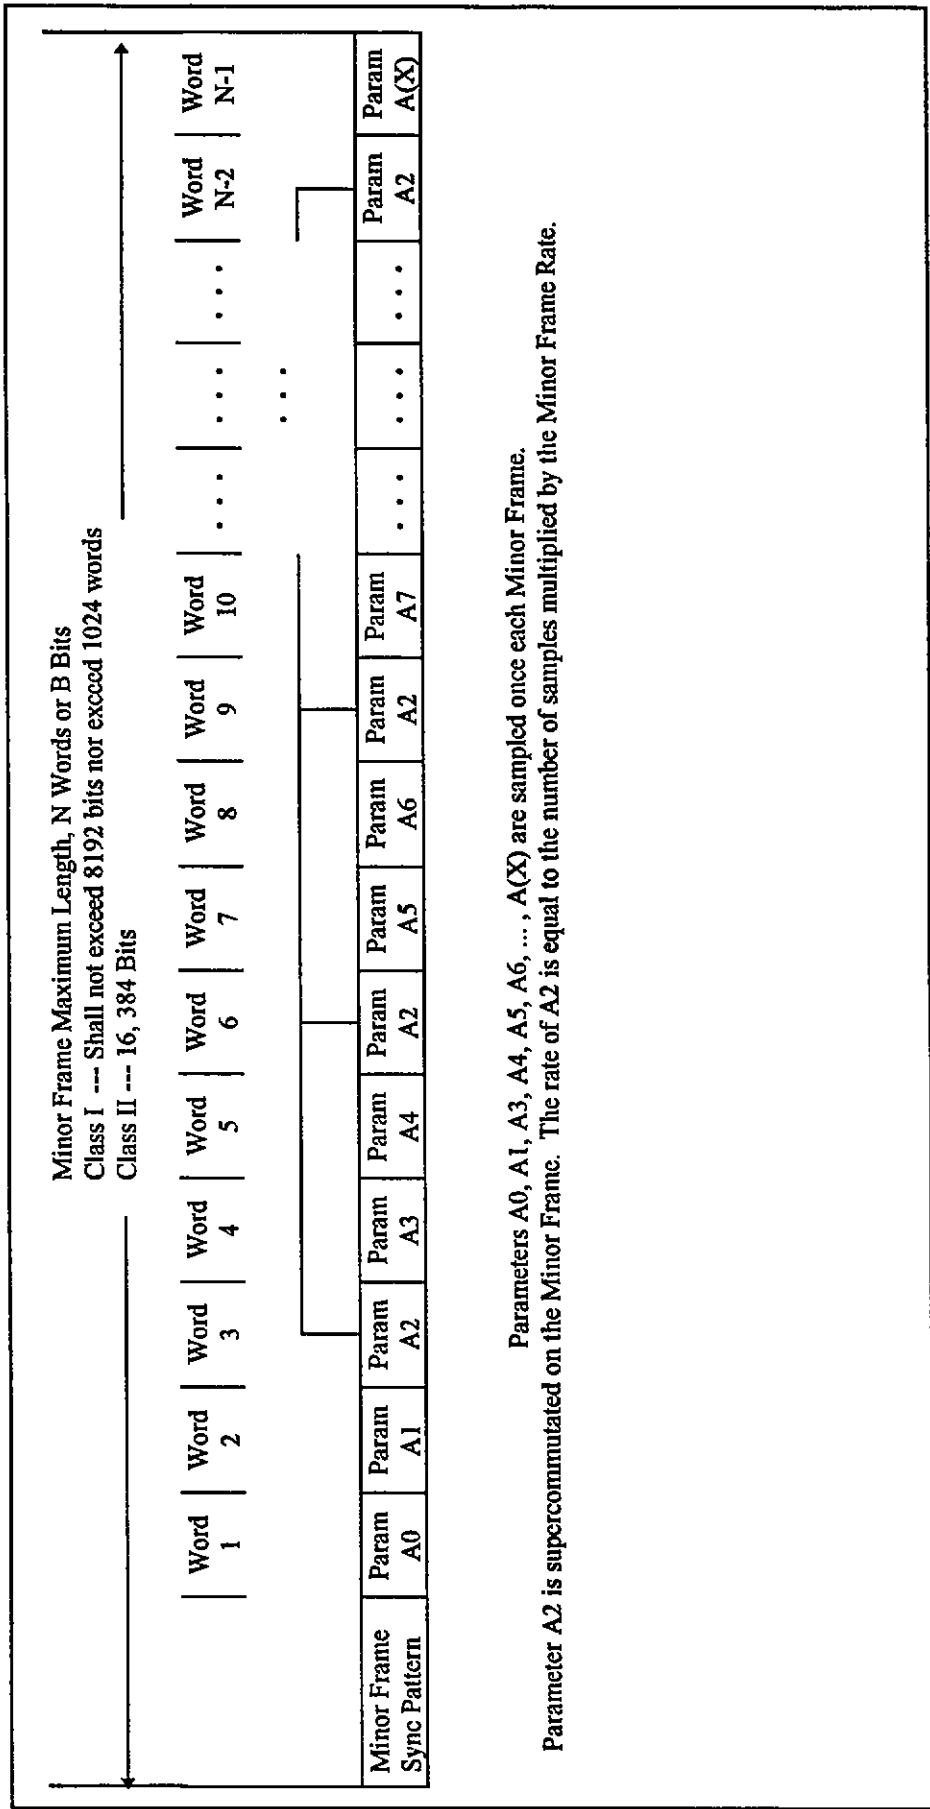 Minor Frame Maximum Length, N Words or B Bits
Class I --- Shall not exceed 8192 bits nor exceed 1024 words
Class II --- 16, 384 Bits
Word 1 Word 2 Word 3 Word 4 Word 5 Word 6 Word 7 Word 8 Word 9 Word 10 . . . . . . . . . . . . Word N-2 Word N-1
. . .
Minor Frame Sync Pattern Param A0 Param A1 Param A2 Param A3 Param A4 Param A2 Param A5 Param A6 Param A2 Param A7 . . . . . . . . . . . . Param A2 Param A(X)
Parameters A0, A1, A3, A4, A5, A6, ... , A(X) are sampled once each Minor Frame.
Parameter A2 is supercommutated on the Minor Frame. The rate of A2 is equal to the number of samples multiplied by the Minor Frame Rate.